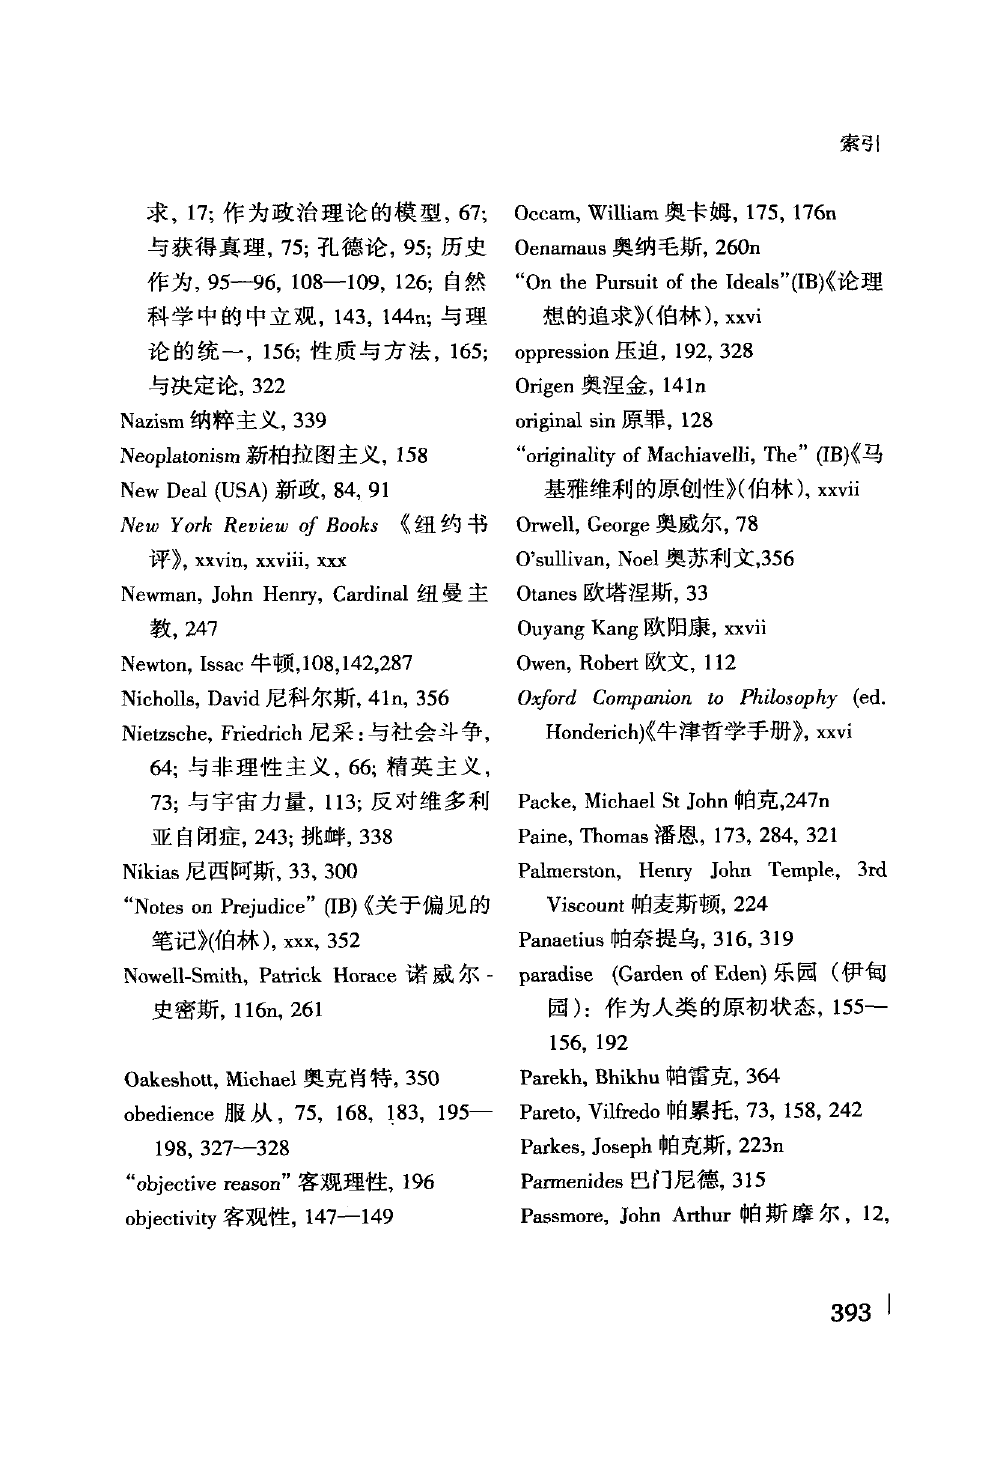 索引
求, 17; 作为政治理论的模型, 67;
与获得真理, 75; 孔德论, 95; 历史
作为, 95—96, 108—109, 126; 自然
科学中的中立观, 143, 144n; 与理
论的统一, 156; 性质与方法, 165;
与决定论, 322
Nazism 纳粹主义, 339
Neoplatonism 新柏拉图主义, 158
New Deal (USA) 新政, 84, 91
New York Review of Books 《纽约书
评》, xxvin, xxviii, xxx
Newman, John Henry, Cardinal 纽曼主
教, 247
Newton, Issac 牛顿,108,142,287
Nicholls, David 尼科尔斯, 41n, 356
Nietzsche, Friedrich 尼采: 与社会斗争,
64; 与非理性主义, 66; 精英主义,
73; 与宇宙力量, 113; 反对维多利
亚自闭症, 243; 挑衅, 338
Nikias 尼西阿斯, 33, 300
“Notes on Prejudice” (IB)《关于偏见的
笔记》(伯林), xxx, 352
Nowell-Smith, Patrick Horace 诺威尔-
史密斯, 116n, 261
Oakeshott, Michael 奥克肖特, 350
obedience 服从, 75, 168, 183, 195—
198, 327—328
“objective reason” 客观理性, 196
objectivity 客观性, 147—149
Occam, William 奥卡姆, 175, 176n
Oenamaus 奥纳毛斯, 260n
“On the Pursuit of the Ideals”(IB)《论理
想的追求》(伯林), xxvi
oppression 压迫, 192, 328
Origen 奥涅金, 141n
original sin 原罪, 128
“originality of Machiavelli, The” (IB)《马
基雅维利的原创性》(伯林), xxvii
Orwell, George 奥威尔, 78
O’sullivan, Noel 奥苏利文,356
Otanes 欧塔涅斯, 33
Ouyang Kang 欧阳康, xxvii
Owen, Robert 欧文, 112
Oxford Companion to Philosophy (ed.
Honderich)《牛津哲学手册》, xxvi
Packe, Michael St John 帕克,247n
Paine, Thomas 潘恩, 173, 284, 321
Palmerston, Henry John Temple, 3rd
Viscount 帕麦斯顿, 224
Panaetius 帕奈提乌, 316, 319
paradise (Garden of Eden) 乐园（伊甸
园）: 作为人类的原初状态, 155—
156, 192
Parekh, Bhikhu 帕雷克, 364
Pareto, Vilfredo 帕累托, 73, 158, 242
Parkes, Joseph 帕克斯, 223n
Parmenides 巴门尼德, 315
Passmore, John Arthur 帕斯摩尔, 12,
393